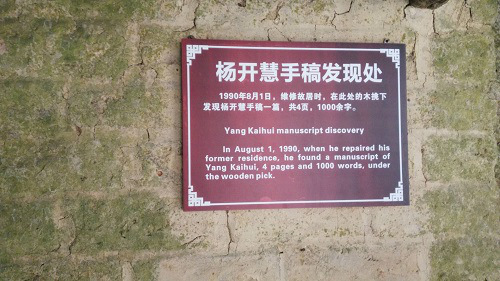 杨开慧手稿发现处
1990年8月1日，维修故居时，在此处的木挑下
发现杨开慧手稿一篇，共4页，1000余字。
Yang Kaihui manuscript discovery
In August 1, 1990, when he repaired his
former residence, he found a manuscript of
Yang Kaihui, 4 pages and 1000 words, under
the wooden pick.